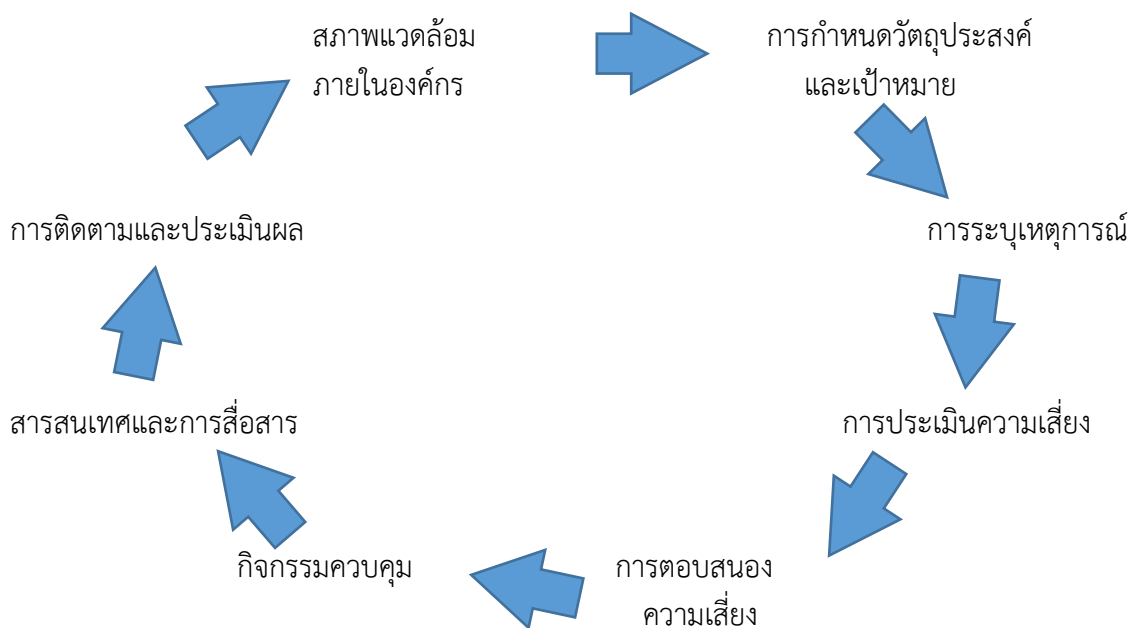 สภาพแวดล้อม
ภายในองค์กร
การกำหนดวัตถุประสงค์
และเป้าหมาย
การระบุเหตุการณ์
การประเมินความเสี่ยง
การตอบสนอง
ความเสี่ยง
กิจกรรมควบคุม
สารสนเทศและการสื่อสาร
การติดตามและประเมินผล